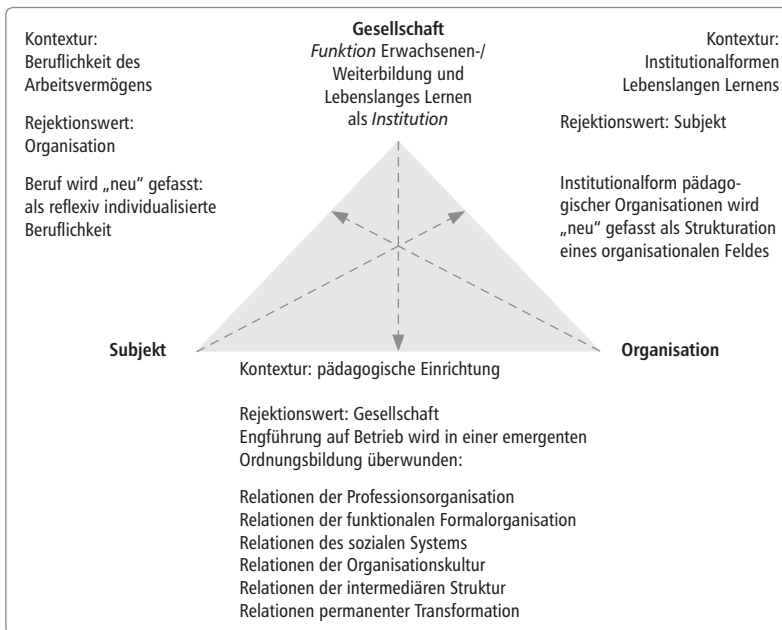 Kontextur:
Beruflichkeit des
Arbeitsvermögens
Rejektionswert:
Organisation
Beruf wird „neu“ gefasst:
als reflexiv individualisierte
Beruflichkeit
Gesellschaft
Funktion Erwachsenen-/
Weiterbildung und
Lebenslanges Lernen
als Institution
Kontextur:
Institutionalformen
Lebenslangen Lernens
Rejektionswert: Subjekt
Institutionalform pädago-
gischer Organisationen wird
„neu“ gefasst als Strukturation
eines organisationalen Feldes
Subjekt
Organisation
Kontextur: pädagogische Einrichtung
Rejektionswert: Gesellschaft
Engführung auf Betrieb wird in einer emergenten
Ordnungsbildung überwunden:
Relationen der Professionsorganisation
Relationen der funktionalen Formalorganisation
Relationen des sozialen Systems
Relationen der Organisationskultur
Relationen der intermediären Struktur
Relationen permanenter Transformation